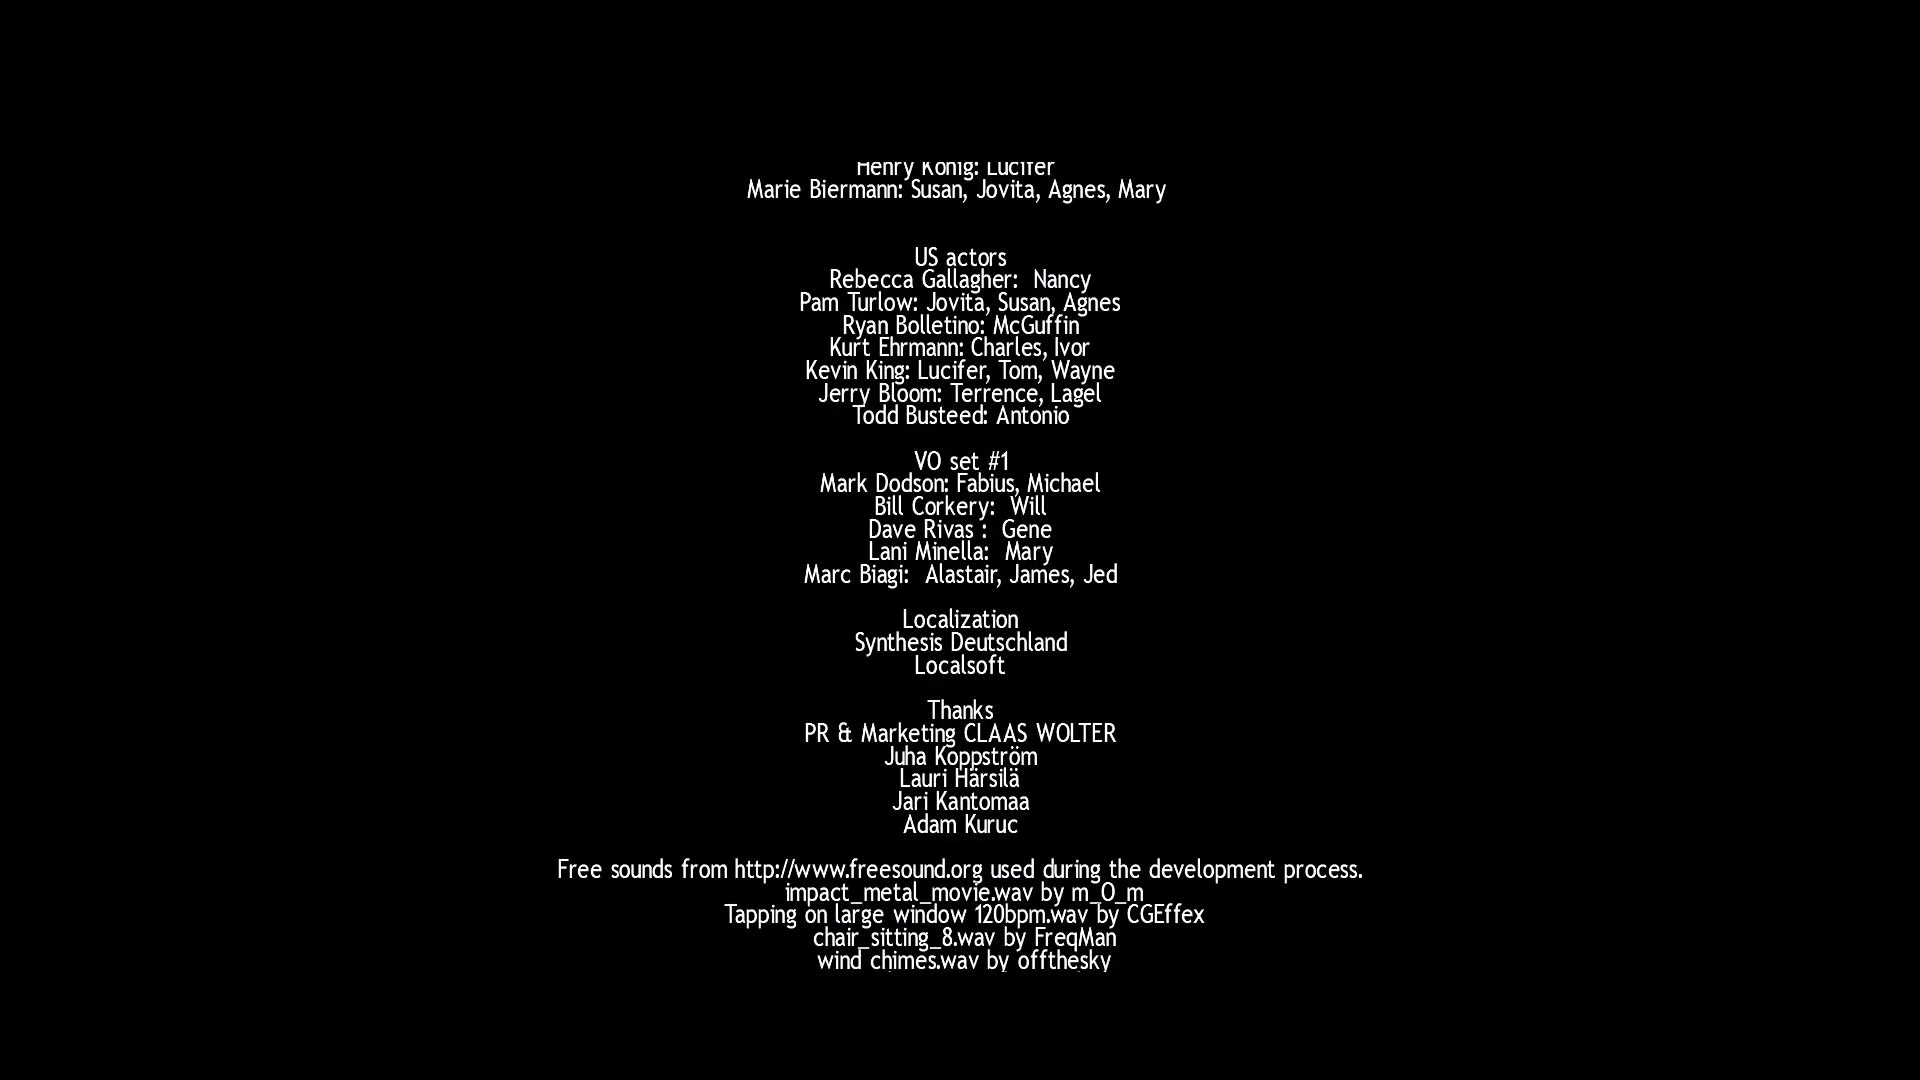 Henry König: Lucifer
Marie Biermann: Susan, Jovita, Agnes, Mary
US actors
Rebecca Gallagher:  Nancy
Pam Turlow: Jovita, Susan, Agnes
Ryan Bolletino: McGuffin
Kurt Ehrmann: Charles, Ivor
Kevin King: Lucifer, Tom, Wayne
Jerry Bloom: Terrence, Lagel
Todd Busteed: Antonio
VO set #1
Mark Dodson: Fabius, Michael
Bill Corkery:  Will
Dave Rivas :  Gene
Lani Minella:  Mary
Marc Biagi:  Alastair, James, Jed
Localization
Synthesis Deutschland
Localsoft
Thanks
PR & Marketing CLAAS WOLTER
Juha Koppström
Lauri Härsilä
Jari Kantomaa
Adam Kuruc
Free sounds from http://www.freesound.org used during the development process.
impact_metal_movie.wav by m_O_m
Tapping on large window 120bpm.wav by CGEffex
chair_sitting_8.wav by FreqMan
wind chimes.wav by offthesky